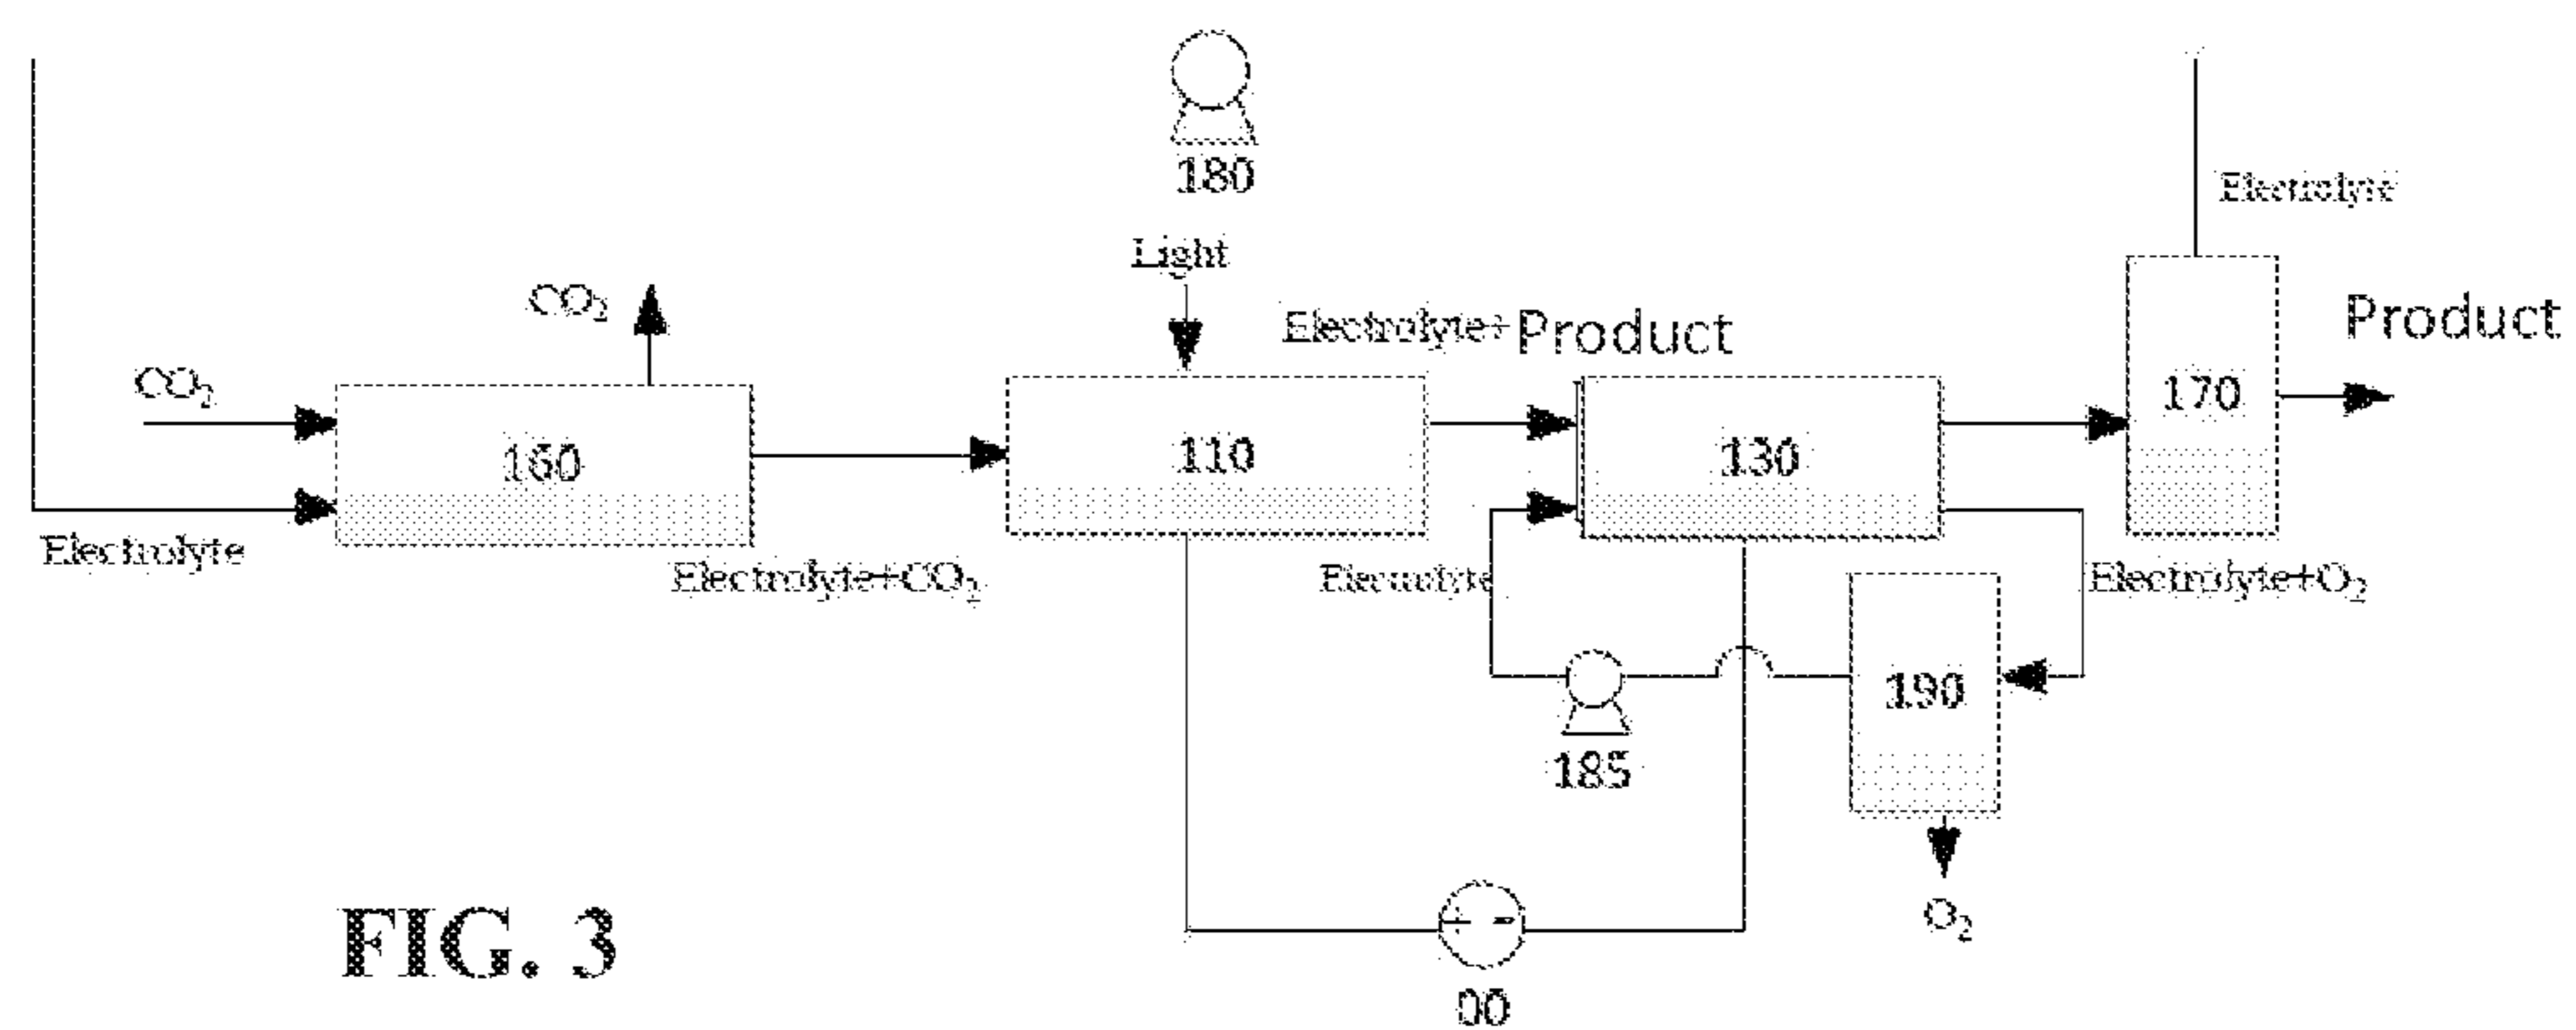 180
Light
Electrolyte
CO₂
CO₂
Electrolyte+Product
Product
160
110
130
170
Electrolyte
Electrolyte+CO₂
Electrolyte
Electrolyte+O₂
190
185
O₂
+ -
00
FIG. 3